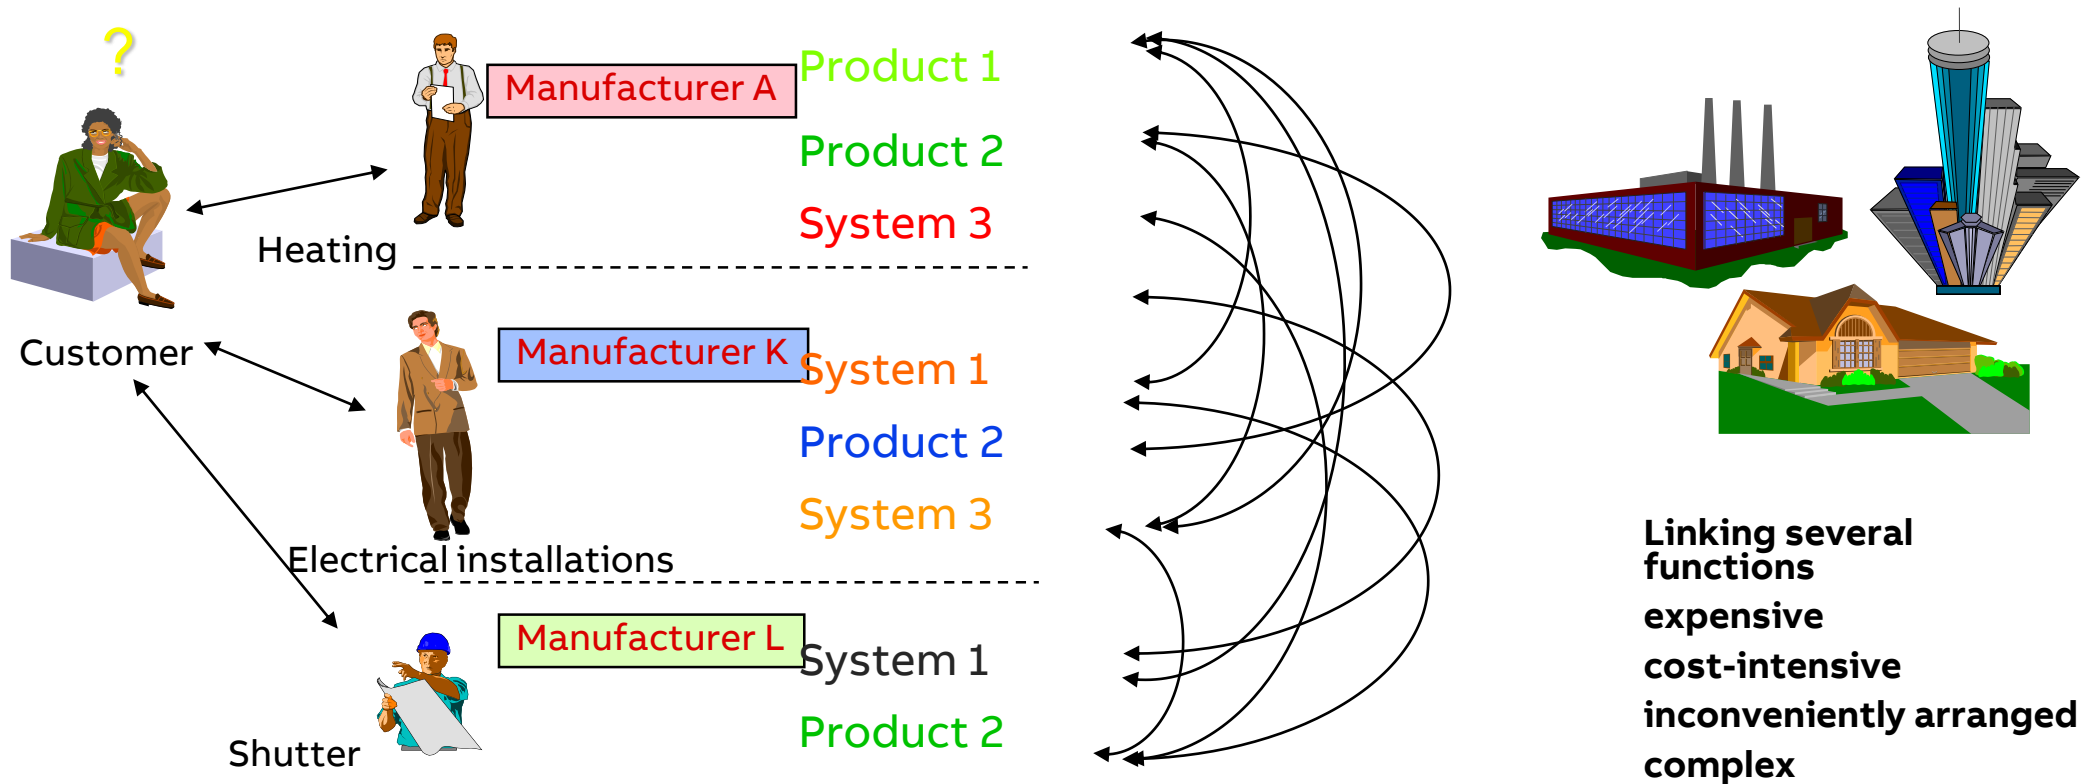 ?
Manufacturer A
Product 1
Product 2
System 3
Heating
Customer
Manufacturer K
System 1
Product 2
System 3
Electrical installations
Manufacturer L
System 1
Product 2
Shutter
Linking several
functions
expensive
cost-intensive
inconveniently arranged
complex